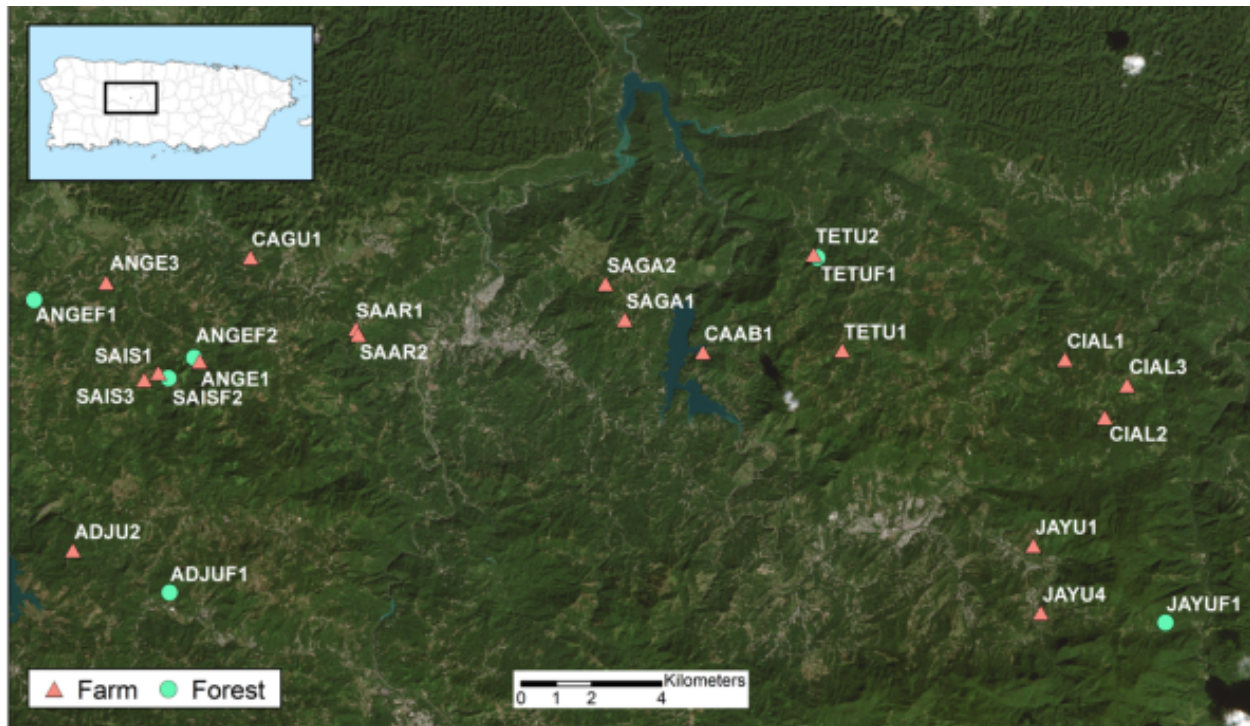 CAGU1
TETU2
ANGE3
SAGA2
TETUF1
ANGEF1
SAAR1
SAGA1
ANGEF2
SAAR2
CAAB1
TETU1
CIAL1
SAIS1
ANGE1
CIAL3
SAIS3
SAISF2
CIAL2
ADJU2
JAYU1
ADJUF1
JAYU4
JAYUF1
Farm Forest
Kilometers
0 1 2 4